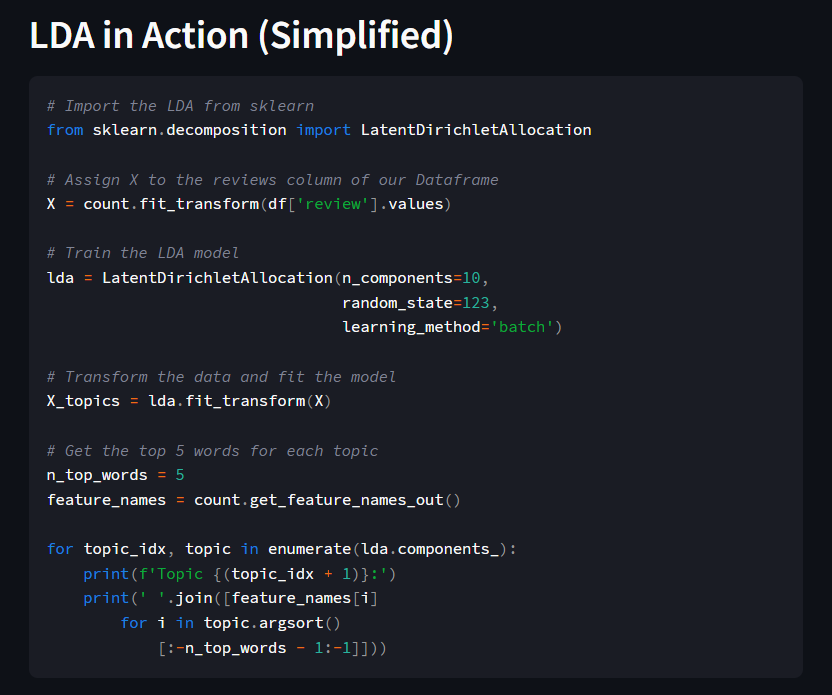 LDA in Action (Simplified)
# Import the LDA from sklearn
from sklearn.decomposition import LatentDirichletAllocation
# Assign X to the reviews column of our Dataframe
X = count.fit_transform(df['review'].values)
# Train the LDA model
lda = LatentDirichletAllocation(n_components=10,
                                random_state=123,
                                learning_method='batch')
# Transform the data and fit the model
X_topics = lda.fit_transform(X)
# Get the top 5 words for each topic
n_top_words = 5
feature_names = count.get_feature_names_out()
for topic_idx, topic in enumerate(lda.components_):
    print(f'Topic {(topic_idx + 1)}:')
    print(' '.join([feature_names[i]
        for i in topic.argsort()
            [:-n_top_words - 1:-1]]))